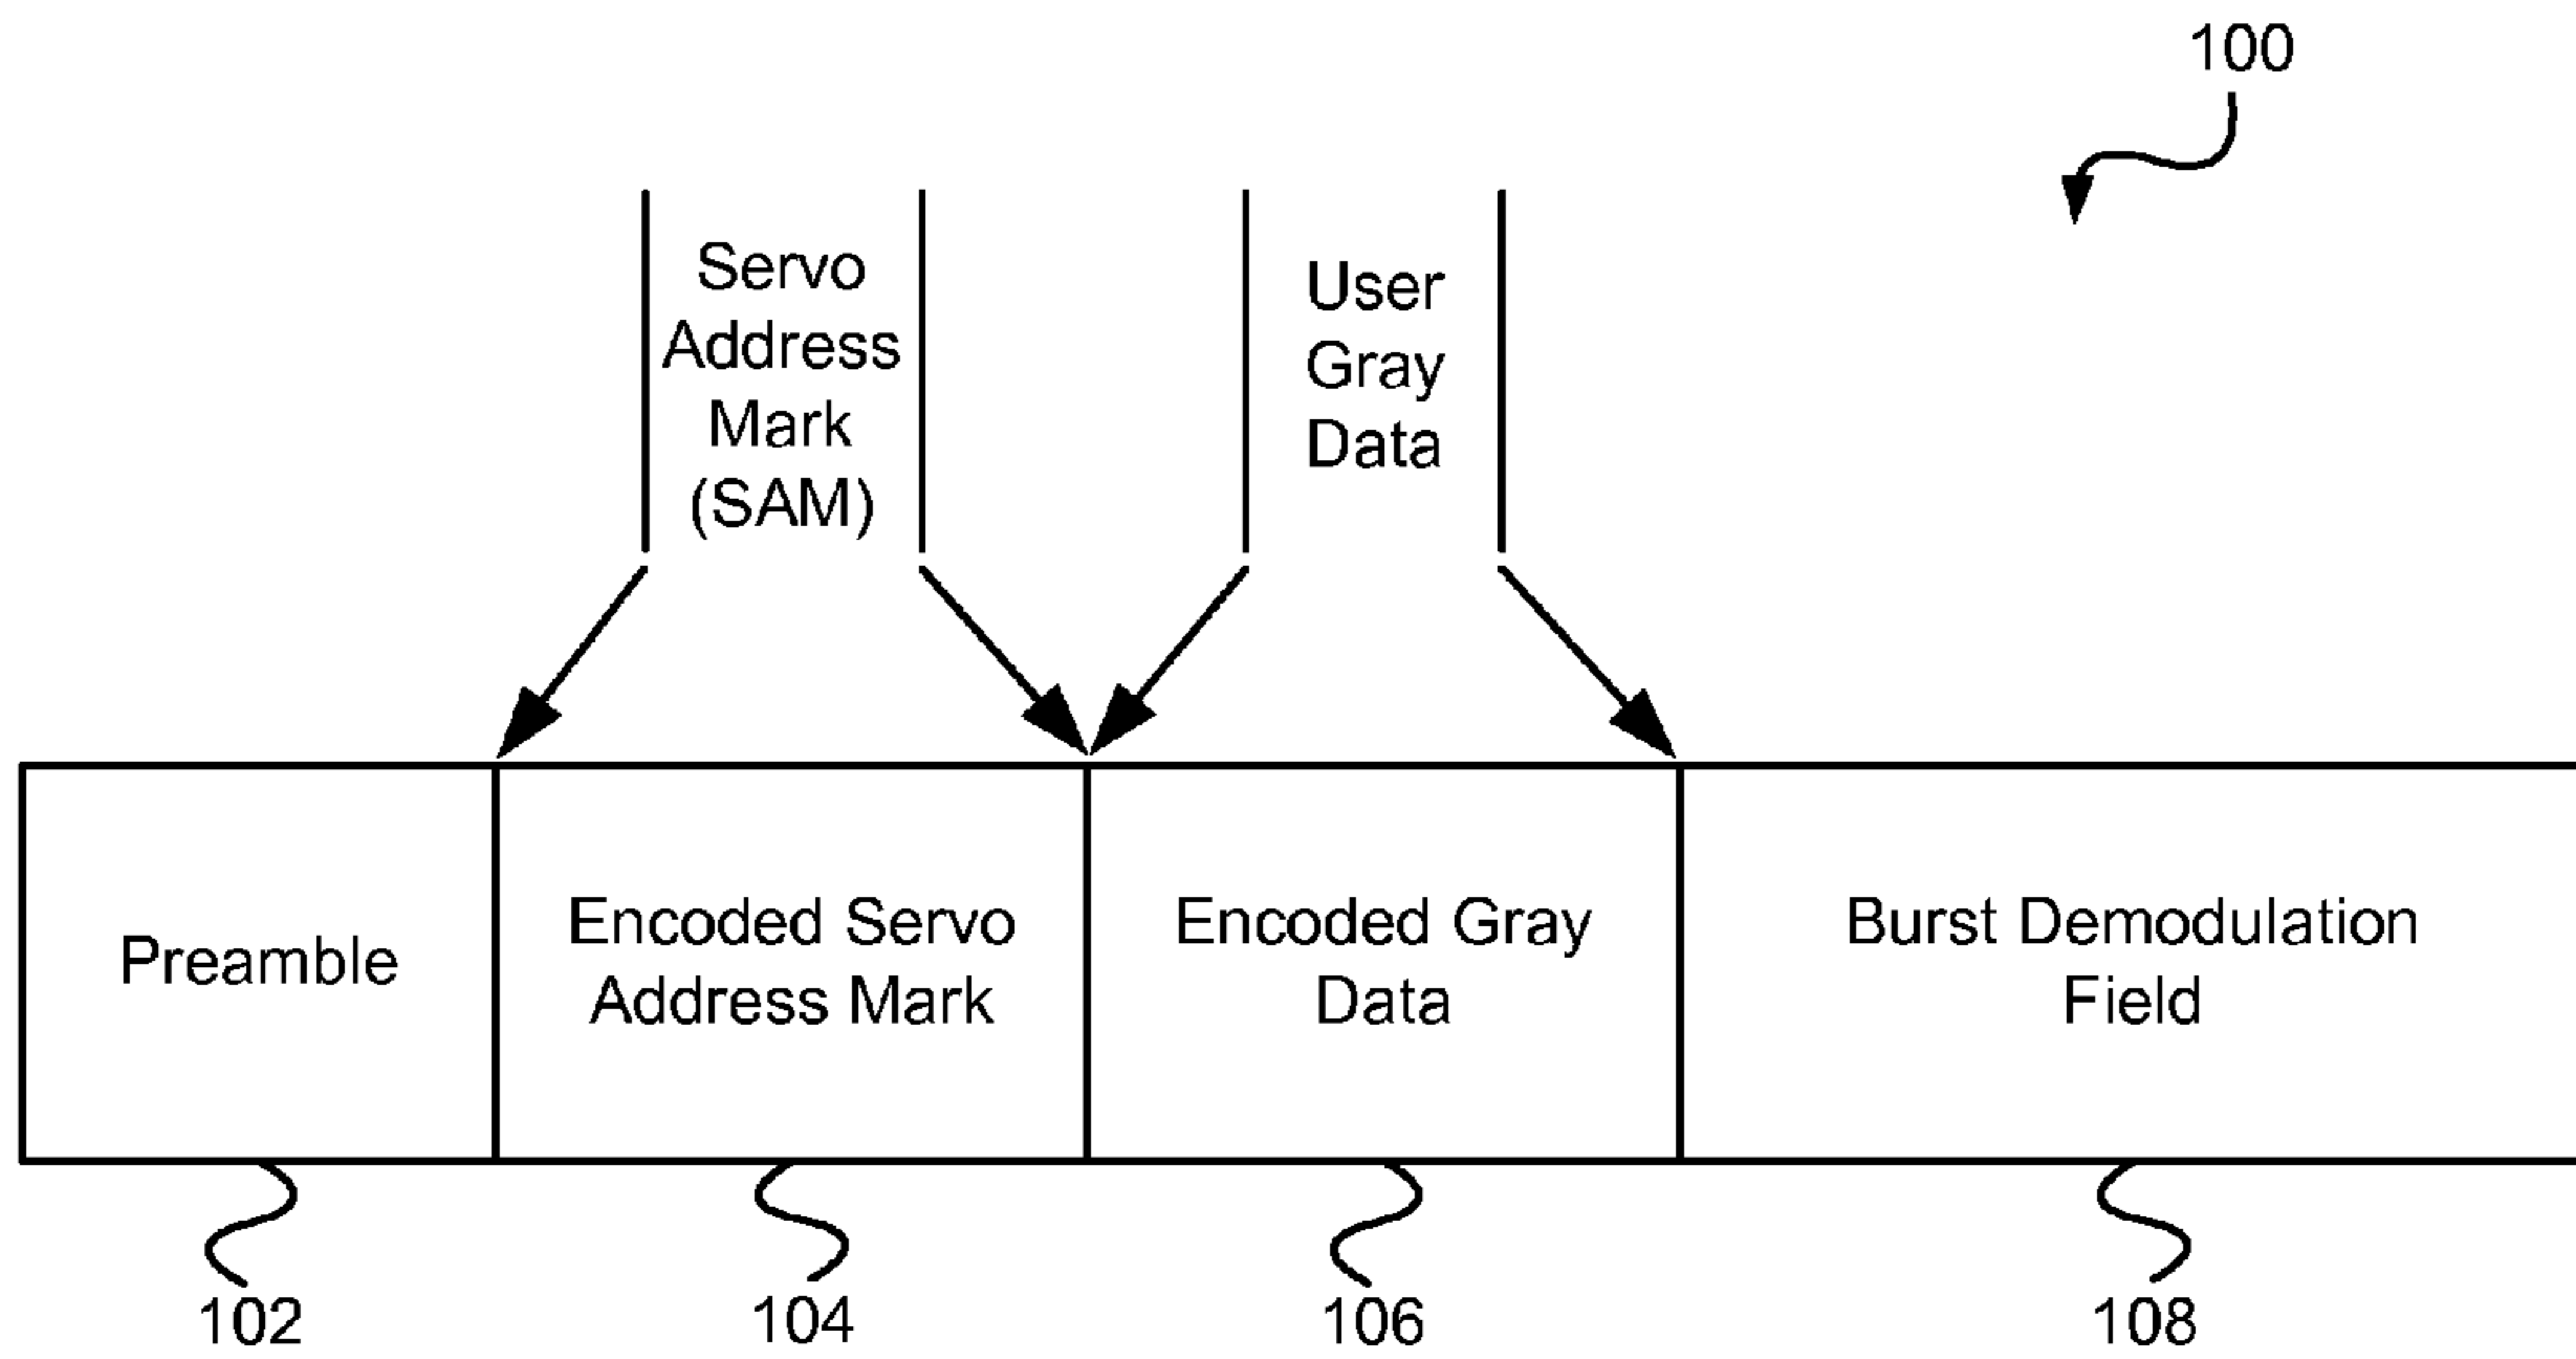 100
Servo
Address
Mark
(SAM)
User
Gray
Data
Preamble
Encoded Servo
Address Mark
Encoded Gray
Data
Burst Demodulation
Field
102
104
106
108